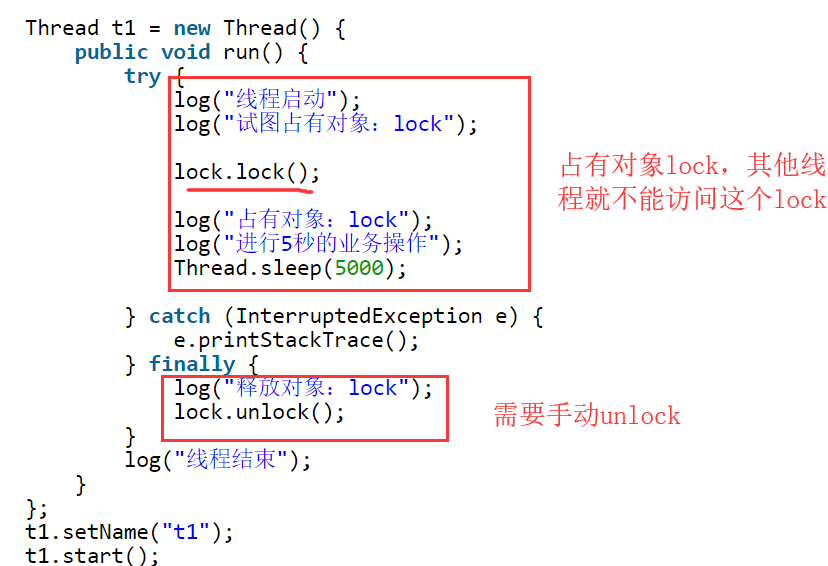 Thread t1 = new Thread() {
public void run() {
try {
log("线程启动");
log("试图占有对象：lock");
lock.lock();
占有对象lock，其他线
程就不能访问这个lock
log("占有对象：lock");
log("进行5秒的业务操作");
Thread.sleep(5000);
} catch (InterruptedException e) {
e.printStackTrace();
} finally {
log("释放对象：lock");
lock.unlock();
需要手动unlock
}
log("线程结束");
}
};
t1.setName("t1");
t1.start();